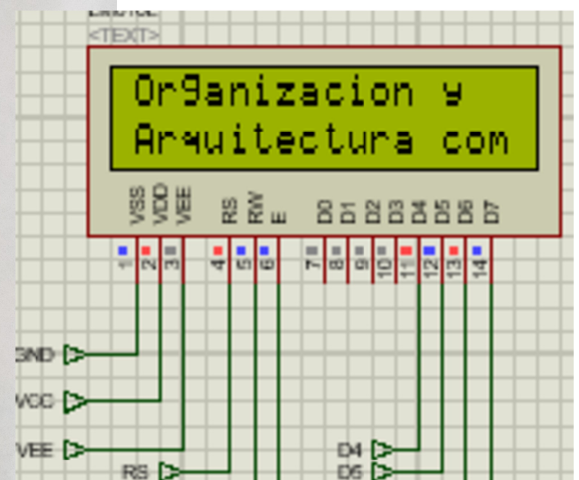 <TEXT>
Organizacion y
Arquitectura com
VSS VDD VEE RS RW E D0 D1 D2 D3 D4 D5 D6 D7
1 2 3 4 5 6 7 8 9 10 11 12 13 14
GND
VCC
VEE D4
RS D5